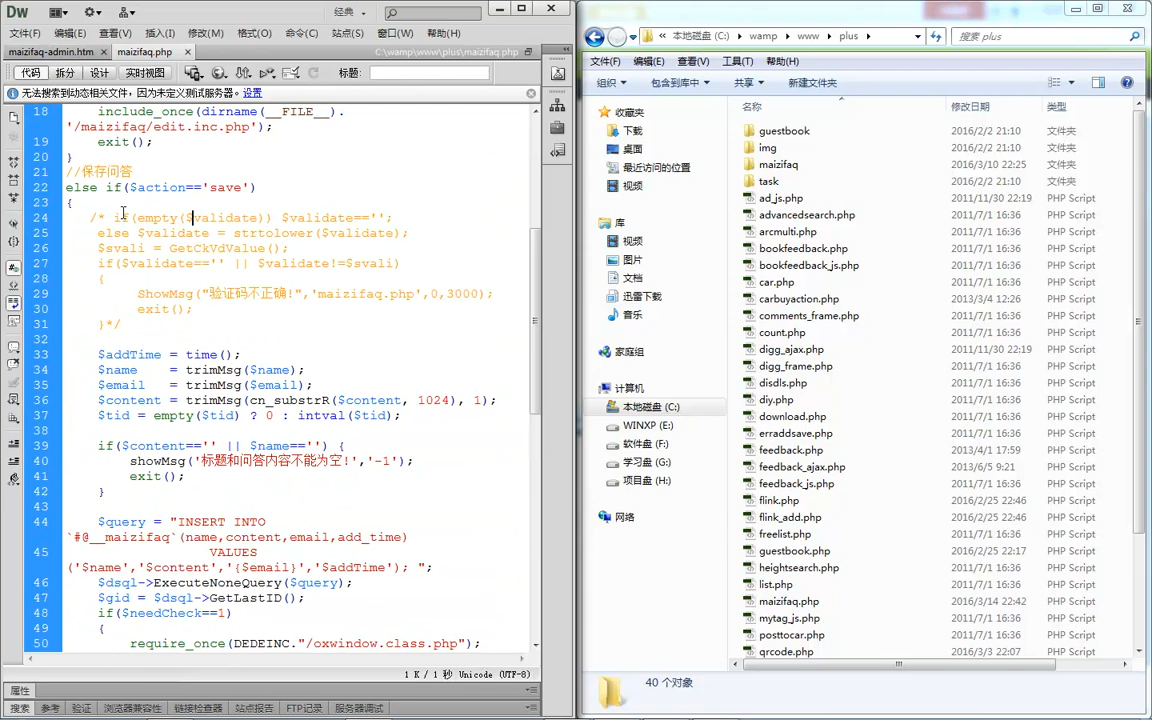 Dw
经典
文件(F) 编辑(E) 查看(V) 插入(I) 修改(M) 格式(O) 命令(C) 站点(S) 窗口(W) 帮助(H)
maizifaq-admin.htm × maizifaq.php × C:\wamp\www\plus\maizifaq.php
代码 拆分 设计 实时视图 标题:
无法搜索到动态相关文件，因为未定义测试服务器。设置
18 include_once(dirname(__FILE__).
'/maizifaq/edit.inc.php');
19 exit();
20 }
21 //保存问答
22 else if($action=='save')
23 {
24 /* if(empty($validate)) $validate=='';
25 else $validate = strtolower($validate);
26 $svali = GetCkVdValue();
27 if($validate=='' || $validate!=$svali)
28 {
29 ShowMsg("验证码不正确!",'maizifaq.php',0,3000);
30 exit();
31 }*/
32
33 $addTime = time();
34 $name = trimMsg($name);
35 $email = trimMsg($email);
36 $content = trimMsg(cn_substrR($content, 1024), 1);
37 $tid = empty($tid) ? 0 : intval($tid);
38
39 if($content=='' || $name=='') {
40 showMsg('标题和问答内容不能为空!','-1');
41 exit();
42 }
43
44 $query = "INSERT INTO
`#@__maizifaq`(name,content,email,add_time)
45 VALUES
('$name','$content','{$email}','$addTime'); ";
46 $dsql->ExecuteNoneQuery($query);
47 $gid = $dsql->GetLastID();
48 if($needCheck==1)
49 {
50 require_once(DEDEINC."/oxwindow.class.php");
1 K / 1 秒 Unicode (UTF-8)
属性
搜索 参考 验证 浏览器兼容性 链接检查器 站点报告 FTP记录 服务器调试
« 本地磁盘 (C:) wamp www plus 搜索 plus
文件(F) 编辑(E) 查看(V) 工具(T) 帮助(H)
组织 包含到库中 共享 新建文件夹
收藏夹
下载
桌面
最近访问的位置
视频
库
视频
图片
文档
迅雷下载
音乐
家庭组
计算机
本地磁盘 (C:)
WINXP (E:)
软件盘 (F:)
学习盘 (G:)
项目盘 (H:)
网络
名称 修改日期 类型
guestbook 2016/2/2 21:10 文件夹
img 2016/2/2 21:10 文件夹
maizifaq 2016/3/10 22:25 文件夹
task 2016/2/2 21:10 文件夹
ad_js.php 2011/11/30 22:19 PHP Script
advancedsearch.php 2011/7/1 16:36 PHP Script
arcmulti.php 2011/7/1 16:36 PHP Script
bookfeedback.php 2011/7/1 16:36 PHP Script
bookfeedback_js.php 2011/7/1 16:36 PHP Script
car.php 2011/7/1 16:36 PHP Script
carbuyaction.php 2013/3/4 12:26 PHP Script
comments_frame.php 2011/7/1 16:36 PHP Script
count.php 2011/7/1 16:36 PHP Script
digg_ajax.php 2011/11/30 22:19 PHP Script
digg_frame.php 2011/7/1 16:36 PHP Script
disdls.php 2011/7/1 16:36 PHP Script
diy.php 2011/7/1 16:36 PHP Script
download.php 2011/7/1 16:36 PHP Script
erraddsave.php 2011/7/1 16:36 PHP Script
feedback.php 2013/4/1 17:59 PHP Script
feedback_ajax.php 2013/6/5 9:21 PHP Script
feedback_js.php 2011/7/1 16:36 PHP Script
flink.php 2016/2/25 22:46 PHP Script
flink_add.php 2016/2/25 22:46 PHP Script
freelist.php 2011/7/1 16:36 PHP Script
guestbook.php 2016/2/25 22:17 PHP Script
heightsearch.php 2011/7/1 16:36 PHP Script
list.php 2011/7/1 16:36 PHP Script
maizifaq.php 2016/3/14 22:42 PHP Script
mytag_js.php 2011/7/1 16:36 PHP Script
posttocar.php 2011/7/1 16:36 PHP Script
qrcode.php 2016/3/3 22:07 PHP Script
40 个对象